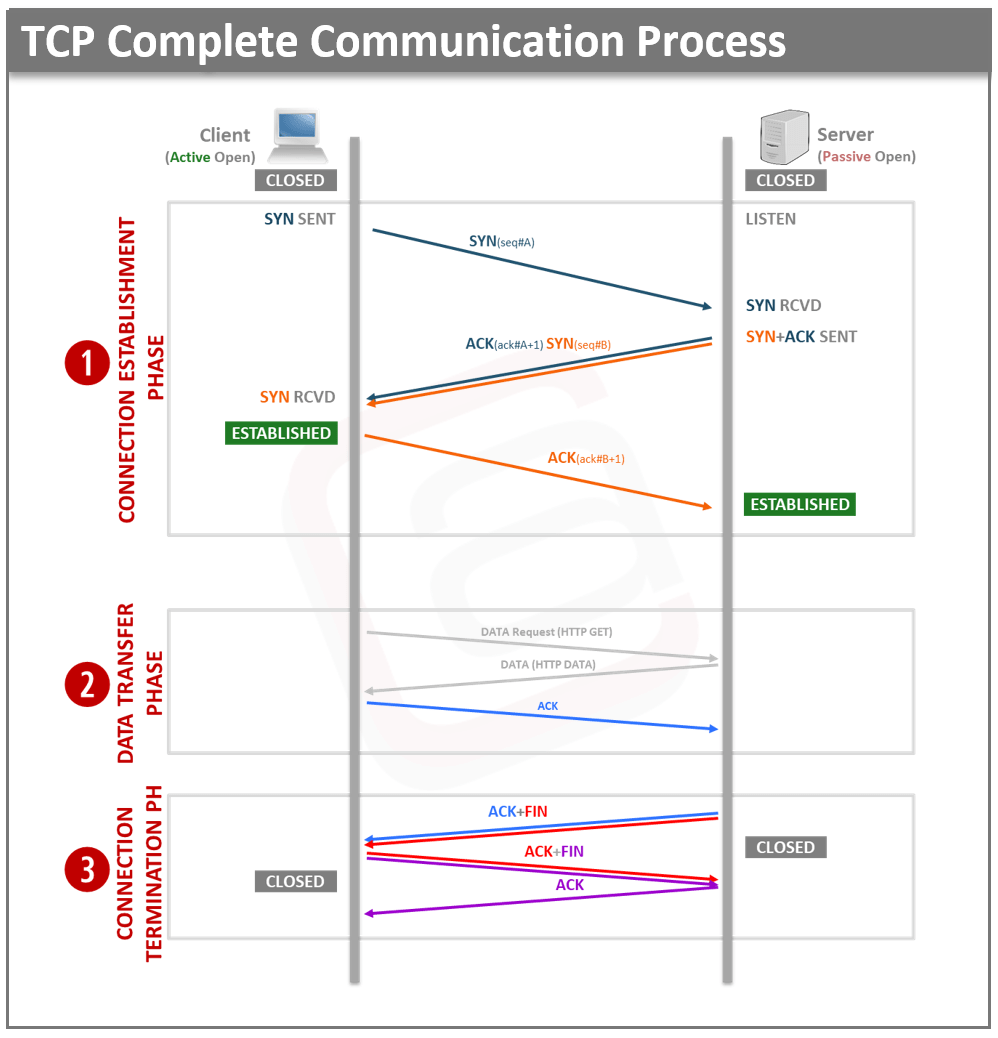 TCP Complete Communication Process
Client
(Active Open)
CLOSED
Server
(Passive Open)
CLOSED
1
CONNECTION ESTABLISHMENT
PHASE
SYN SENT
LISTEN
SYN(seq#A)
SYN RCVD
SYN+ACK SENT
ACK(ack#A+1) SYN(seq#B)
SYN RCVD
ESTABLISHED
ACK(ack#B+1)
ESTABLISHED
2
DATA TRANSFER
PHASE
DATA Request (HTTP GET)
DATA (HTTP DATA)
ACK
3
CONNECTION
TERMINATION PH
ACK+FIN
CLOSED
ACK+FIN
CLOSED
ACK